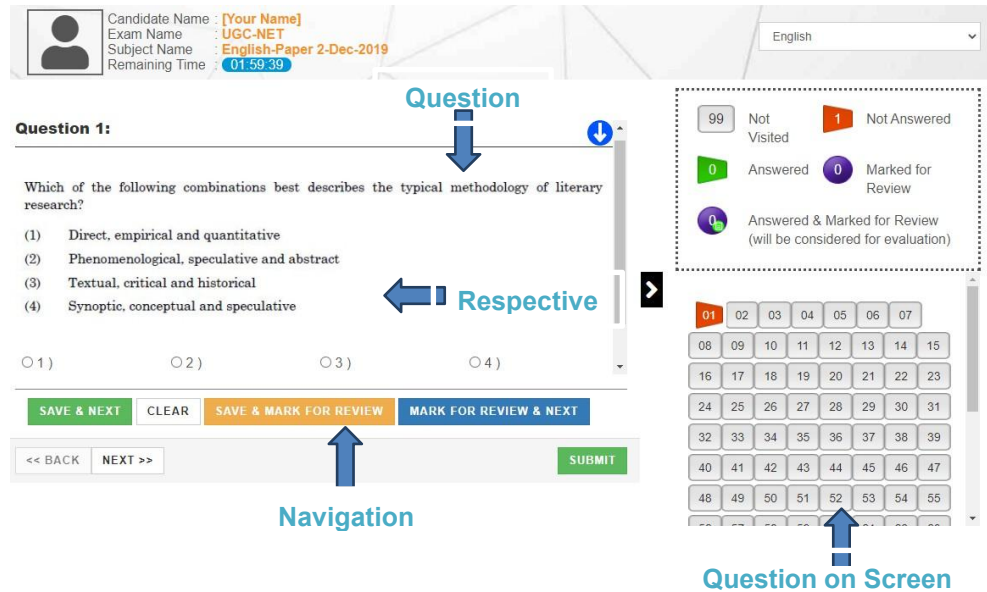 Candidate Name : [Your Name]
Exam Name : UGC-NET
Subject Name : English-Paper 2-Dec-2019
Remaining Time : 01:59:39
English
Question
Question 1:
Which of the following combinations best describes the typical methodology of literary
research?
(1) Direct, empirical and quantitative
(2) Phenomenological, speculative and abstract
(3) Textual, critical and historical
(4) Synoptic, conceptual and speculative
Respective
1 ) 2 ) 3 ) 4 )
SAVE & NEXT CLEAR SAVE & MARK FOR REVIEW MARK FOR REVIEW & NEXT
<< BACK NEXT >> SUBMIT
Navigation
99 Not
Visited
1 Not Answered
0 Answered
0 Marked for
Review
0 Answered & Marked for Review
(will be considered for evaluation)
01 02 03 04 05 06 07
08 09 10 11 12 13 14 15
16 17 18 19 20 21 22 23
24 25 26 27 28 29 30 31
32 33 34 35 36 37 38 39
40 41 42 43 44 45 46 47
48 49 50 51 52 53 54 55
Question on Screen